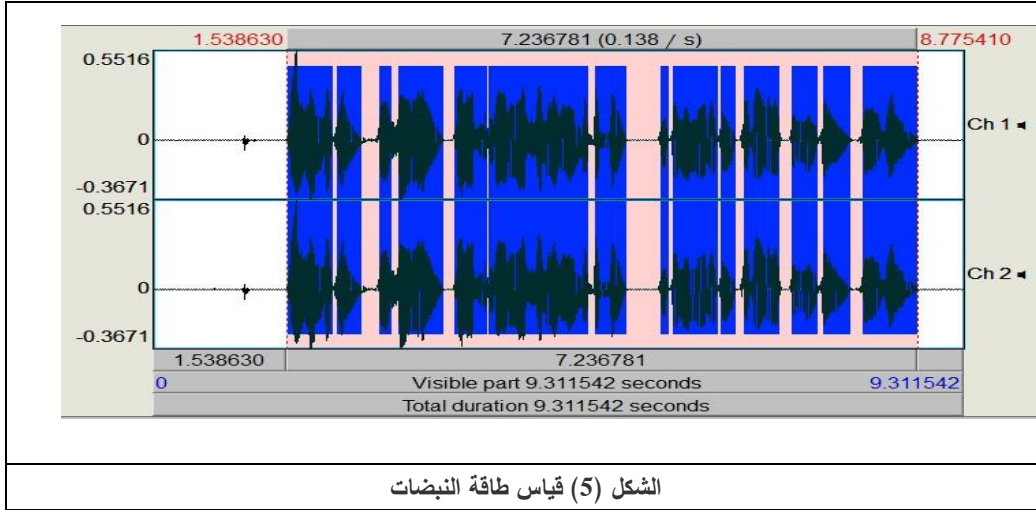 1.538630 7.236781 (0.138 / s) 8.775410
0.5516
0 Ch 1
-0.3671
0.5516
0 Ch 2
-0.3671
1.538630 7.236781
0 Visible part 9.311542 seconds 9.311542
Total duration 9.311542 seconds
الشكل (5) قياس طاقة النبضات